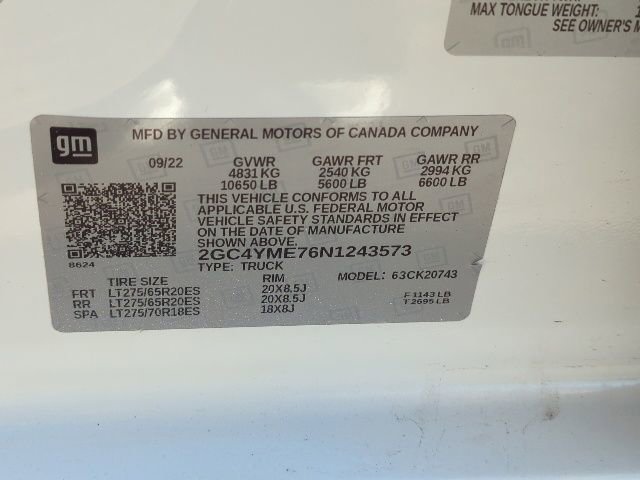 MAX TONGUE WEIGHT:
SEE OWNER'S M
gm
MFD BY GENERAL MOTORS OF CANADA COMPANY
09/22 GVWR GAWR FRT GAWR RR
4831 KG 2540 KG 2994 KG
10650 LB 5600 LB 6600 LB
THIS VEHICLE CONFORMS TO ALL
APPLICABLE U.S. FEDERAL MOTOR
VEHICLE SAFETY STANDARDS IN EFFECT
ON THE DATE OF MANUFACTURE
SHOWN ABOVE.
8624
2GC4YME76N1243573
TYPE: TRUCK MODEL: 63CK20743
TIRE SIZE RIM
FRT LT275/65R20ES 20X8.5J F 1143 LB
RR LT275/65R20ES 20X8.5J T 2695 LB
SPA LT275/70R18ES 18X8J